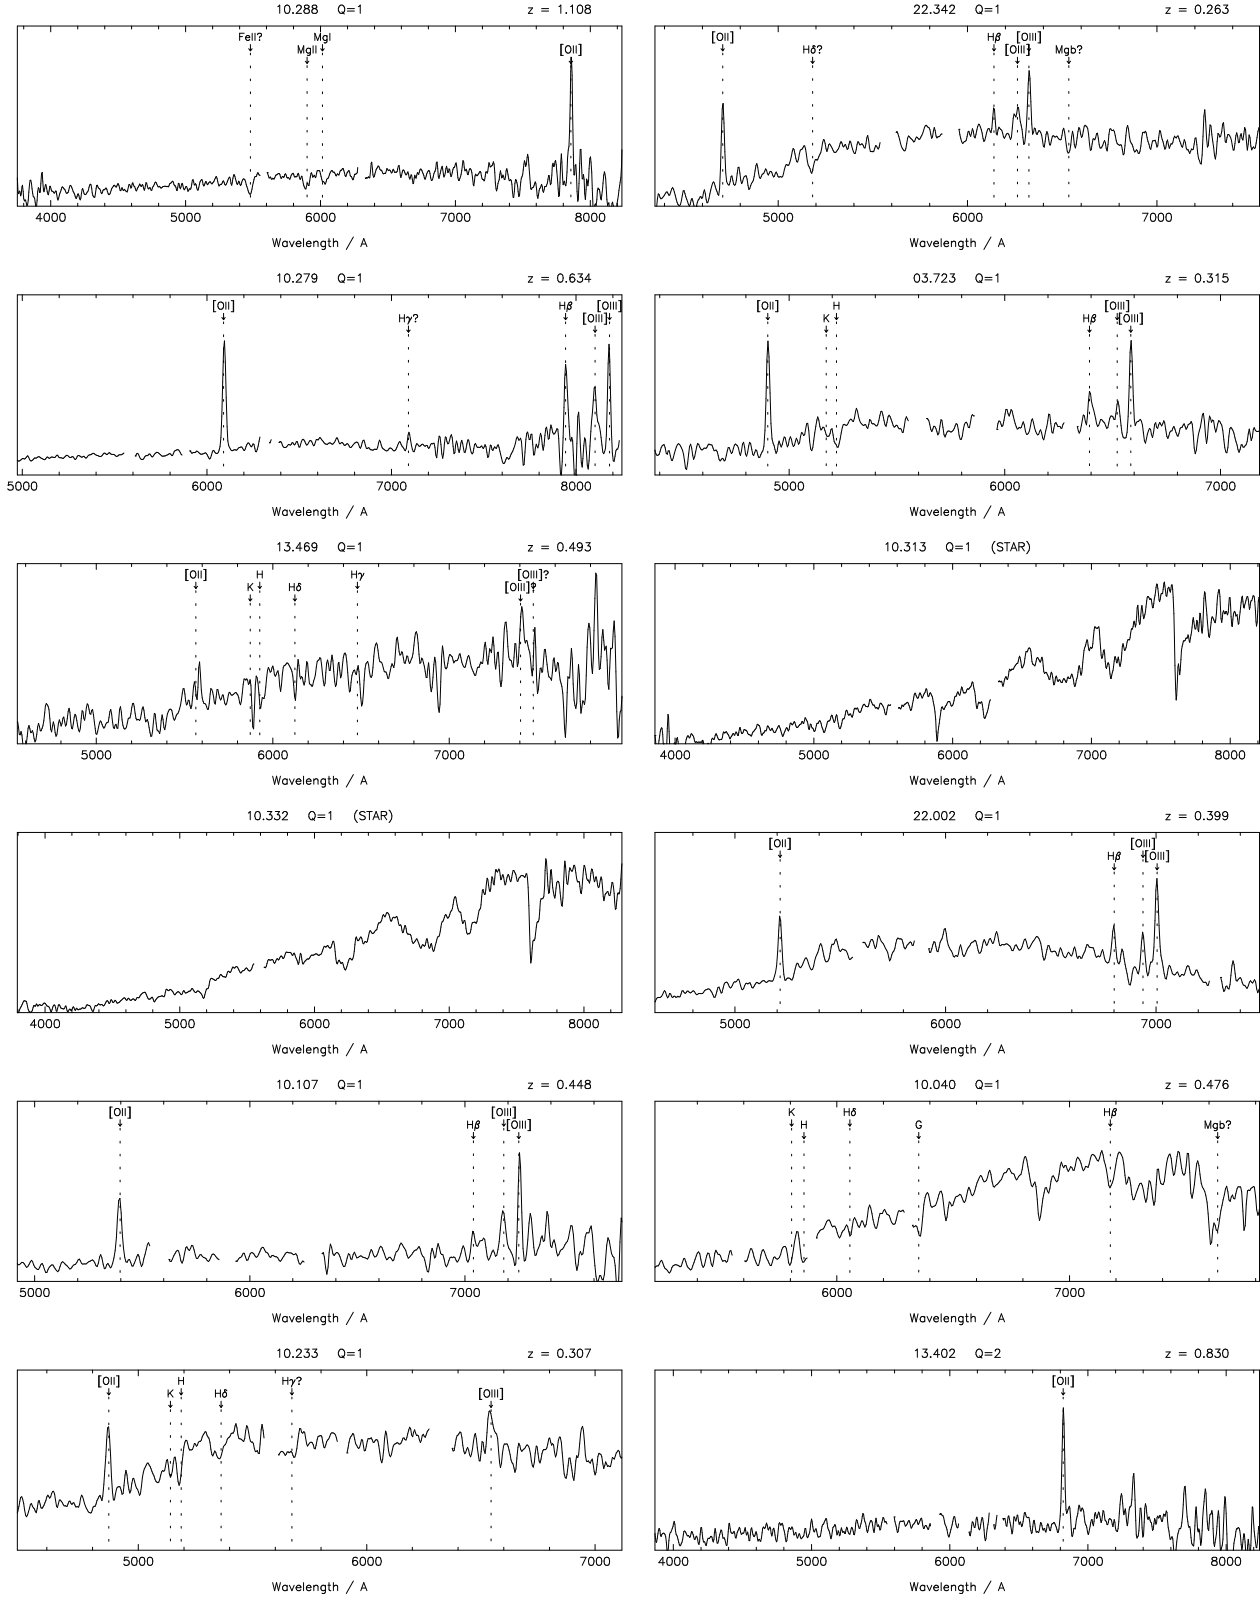 10.288 Q=1 z = 1.108
FeII? MgI
MgII [OII]
4000 5000 6000 7000 8000
Wavelength / A
22.342 Q=1 z = 0.263
[OII] Hβ [OIII]
Hδ? [OIII] Mgb?
5000 6000 7000
Wavelength / A
10.279 Q=1 z = 0.634
[OII] Hβ [OIII]
Hγ? [OIII]
5000 6000 7000 8000
Wavelength / A
03.723 Q=1 z = 0.315
[OII] H [OIII]
K Hβ [OIII]
5000 6000 7000
Wavelength / A
13.469 Q=1 z = 0.493
[OII] H Hγ [OIII]?
K Hδ [OIII]?
5000 6000 7000
Wavelength / A
10.313 Q=1 (STAR)
4000 5000 6000 7000 8000
Wavelength / A
10.332 Q=1 (STAR)
4000 5000 6000 7000 8000
Wavelength / A
22.002 Q=1 z = 0.399
[OII] [OIII]
Hβ [OIII]
5000 6000 7000
Wavelength / A
10.107 Q=1 z = 0.448
[OII] [OIII]
Hβ [OIII]
5000 6000 7000
Wavelength / A
10.040 Q=1 z = 0.476
K Hδ Hβ
H G Mgb?
6000 7000
Wavelength / A
10.233 Q=1 z = 0.307
[OII] H Hγ? [OIII]
K Hδ
5000 6000 7000
Wavelength / A
13.402 Q=2 z = 0.830
[OII]
4000 5000 6000 7000 8000
Wavelength / A